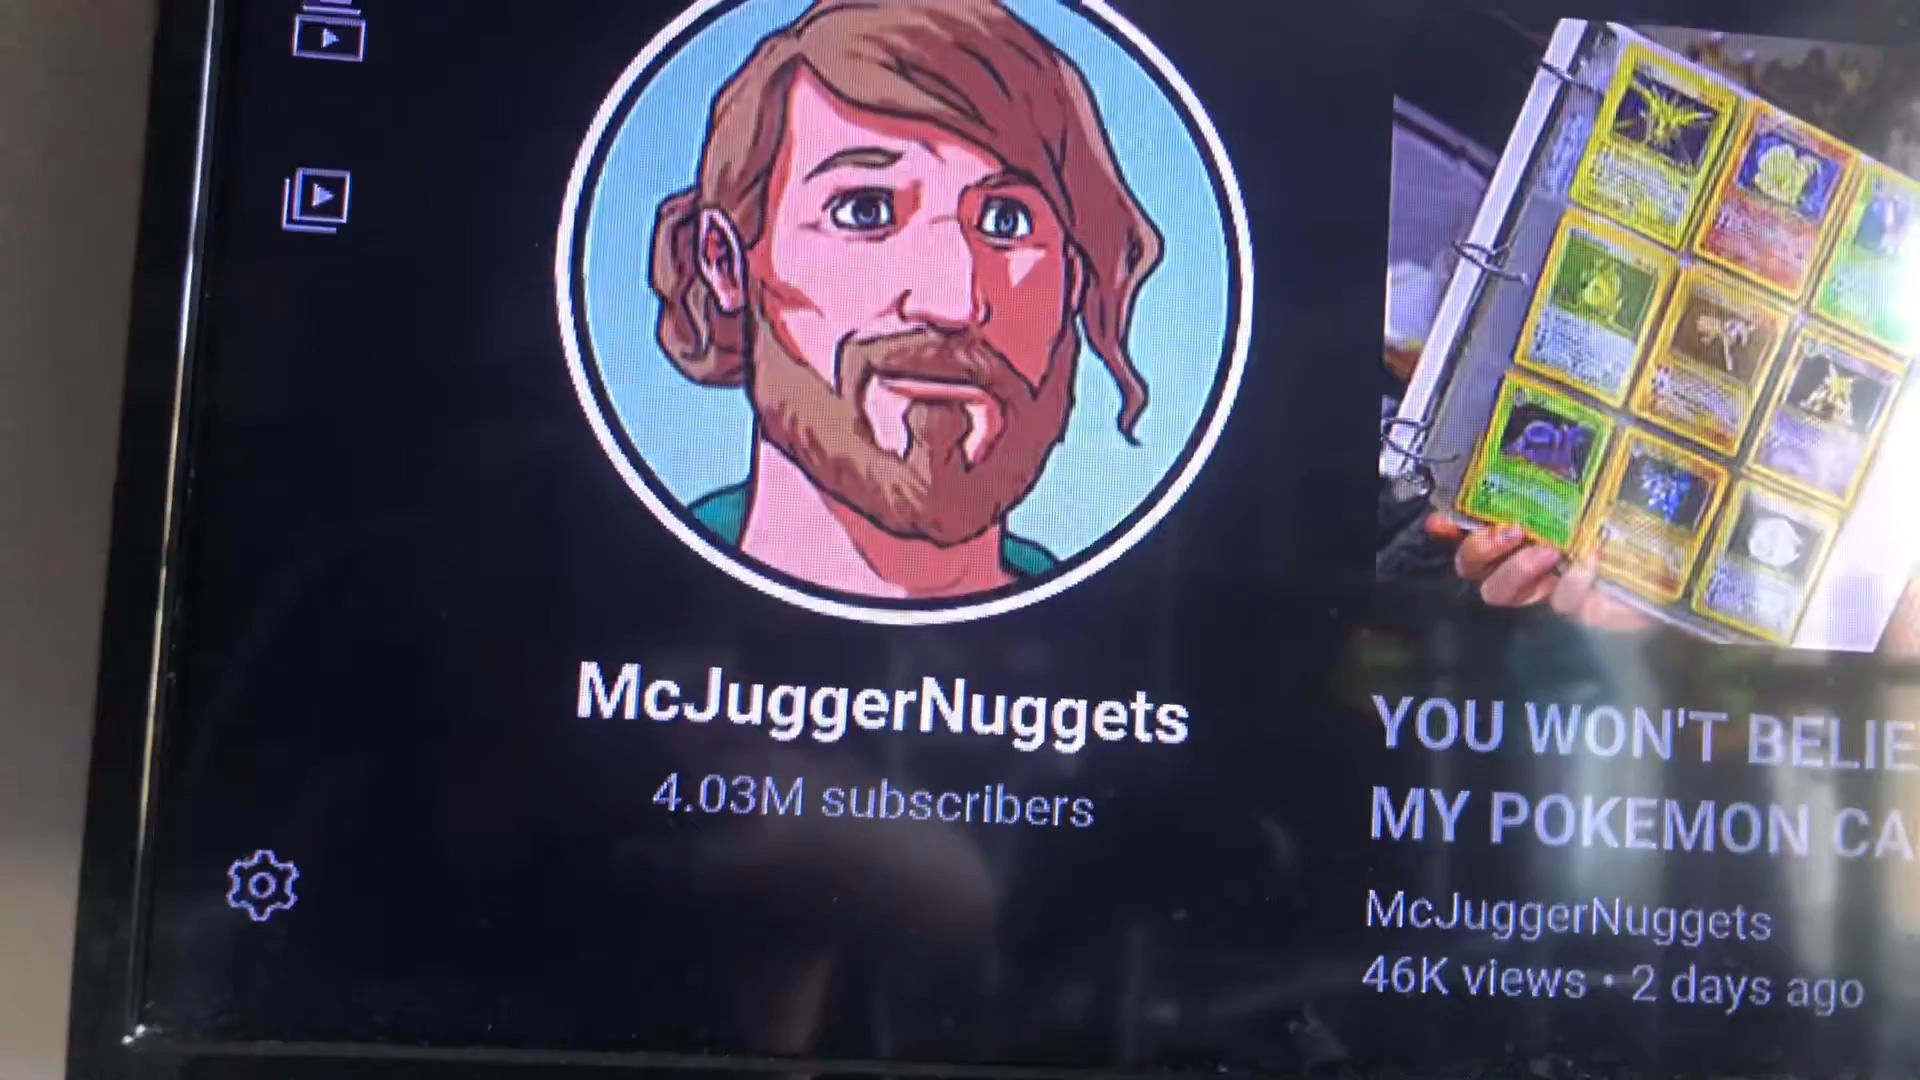 McJuggerNuggets
4.03M subscribers
YOU WON'T
MY POKEMON
McJuggerNuggets
46K views • 2 days ago